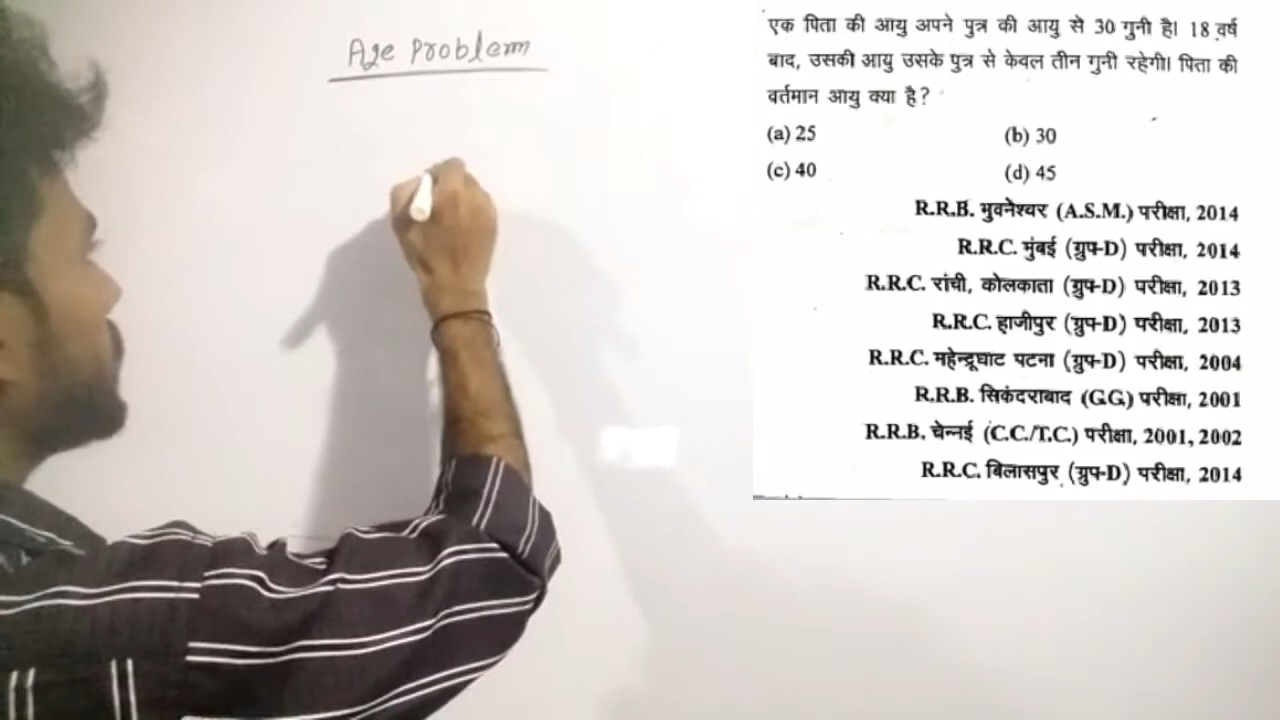 Age Problem
एक पिता की आयु अपने पुत्र की आयु से 30 गुनी है। 18 वर्ष
बाद, उसकी आयु उसके पुत्र से केवल तीन गुनी रहेगी। पिता की
वर्तमान आयु क्या है?
(a) 25 (b) 30
(c) 40 (d) 45
R.R.B. भुवनेश्वर (A.S.M.) परीक्षा, 2014
R.R.C. मुंबई (ग्रुप-D) परीक्षा, 2014
R.R.C. रांची, कोलकाता (ग्रुप-D) परीक्षा, 2013
R.R.C. हाजीपुर (ग्रुप-D) परीक्षा, 2013
R.R.C. महेन्द्रूघाट पटना (ग्रुप-D) परीक्षा, 2004
R.R.B. सिकंदराबाद (G.G.) परीक्षा, 2001
R.R.B. चेन्नई (C.C./T.C.) परीक्षा, 2001, 2002
R.R.C. बिलासपुर (ग्रुप-D) परीक्षा, 2014